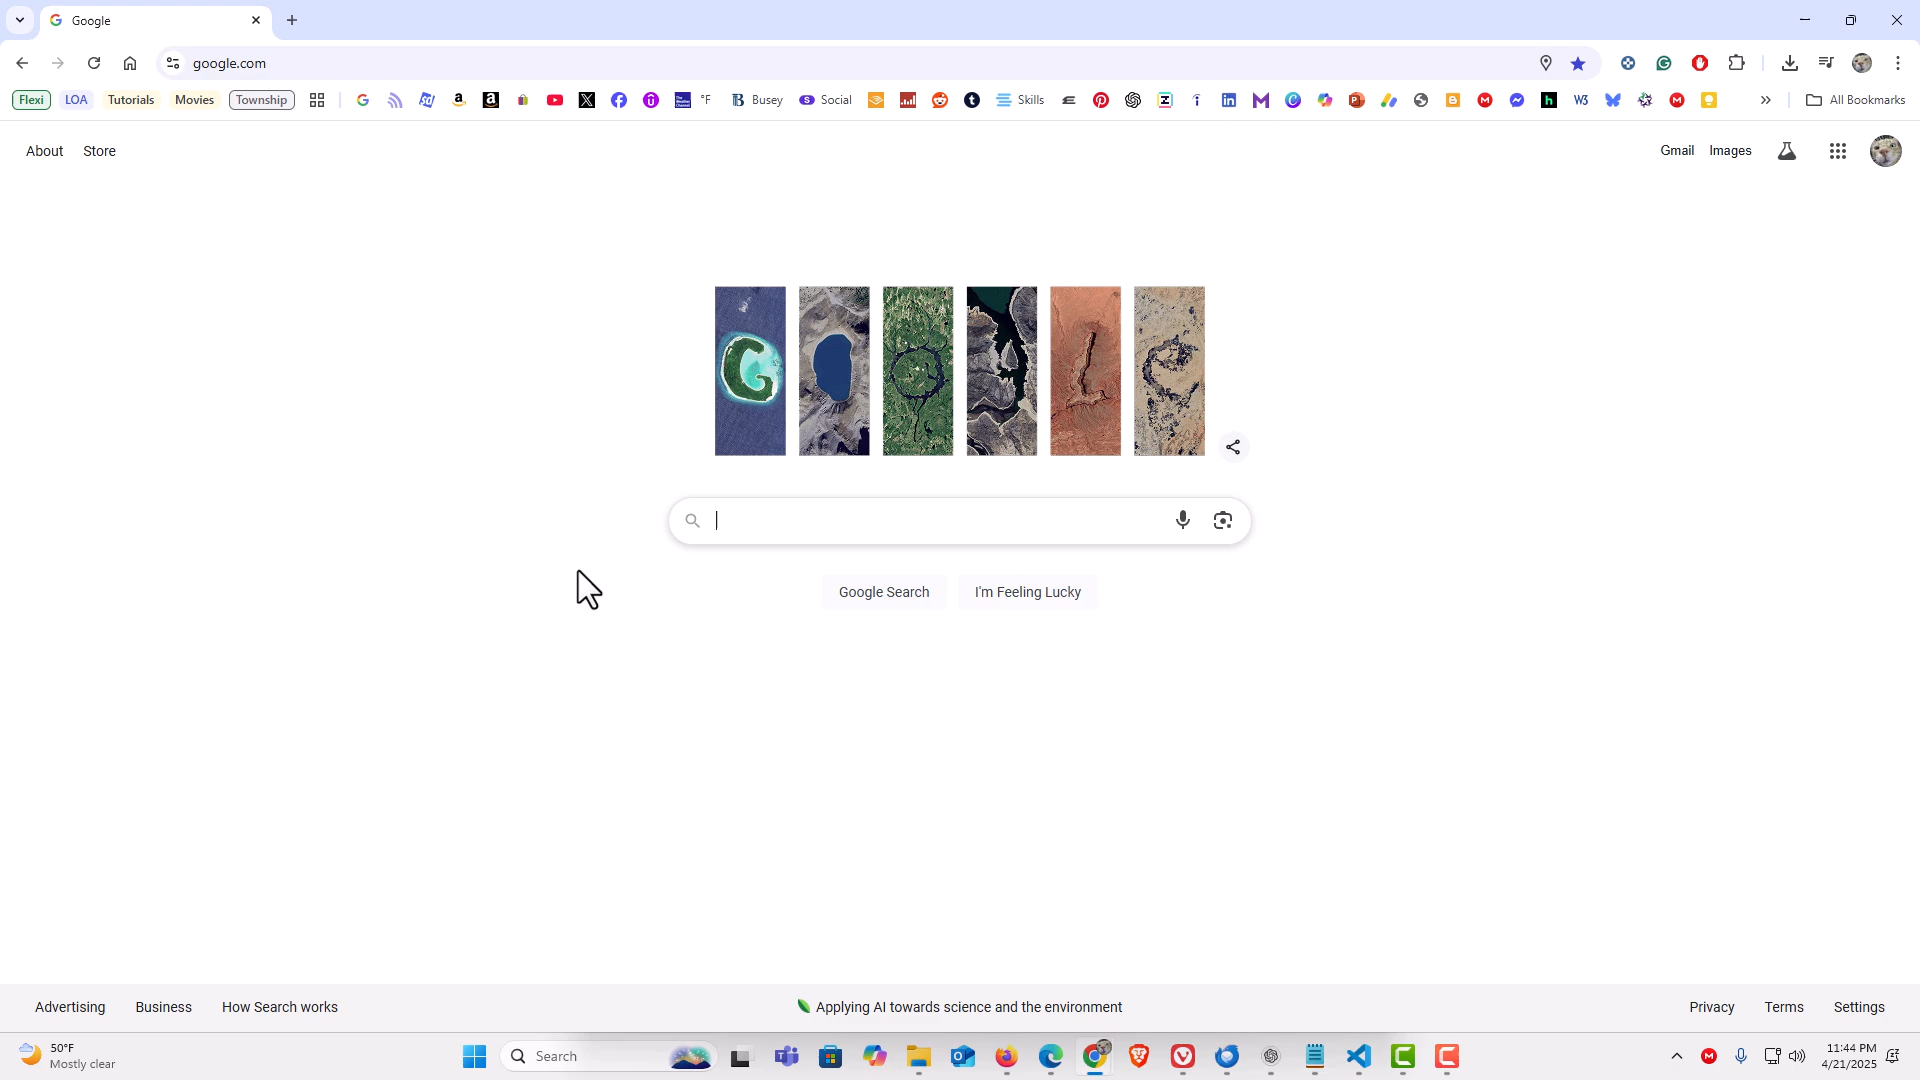 Google
google.com
Flexi LOA Tutorials Movies Township °F Busey Social Skills All Bookmarks
About Store Gmail Images
Google Search I'm Feeling Lucky
Advertising Business How Search works Applying AI towards science and the environment Privacy Terms Settings
50°F
Mostly clear
Search
11:44 PM
4/21/2025